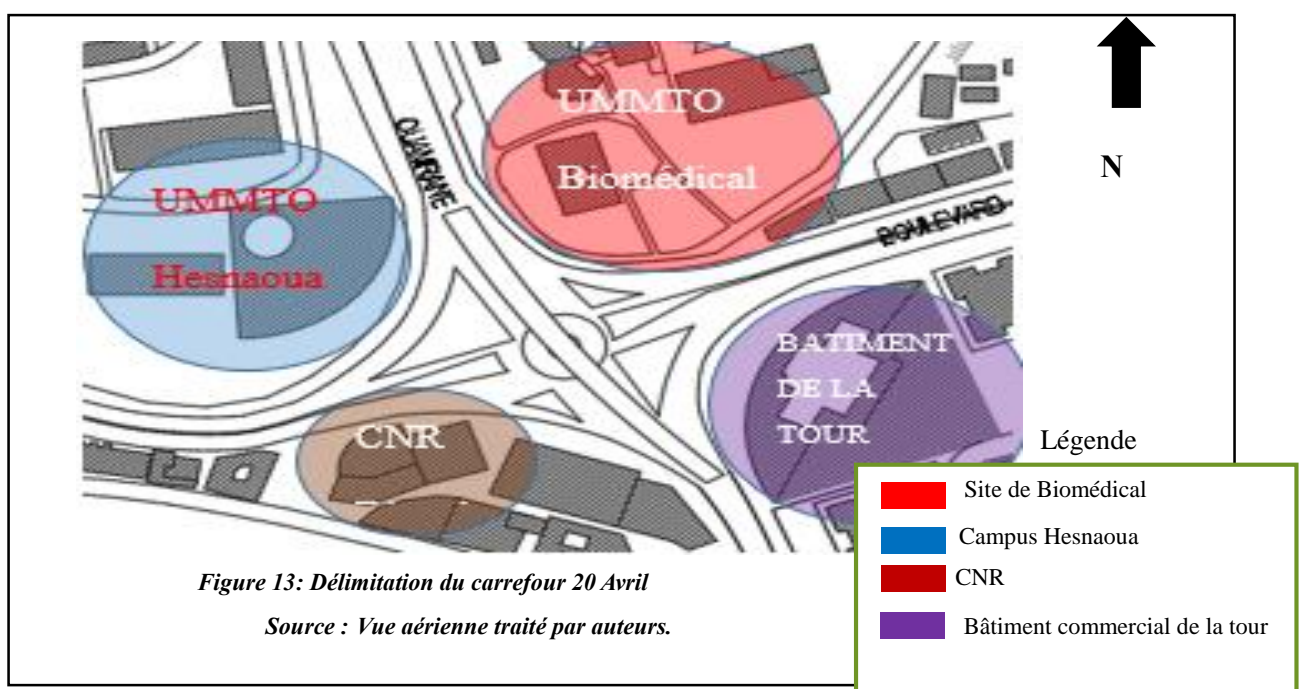 UMMTO
Biomédical
N
OUAMRANE
UMMTO
Hesnaoua
BOULEVARD
BATIMENT
DE LA
TOUR
CNR
Légende
Site de Biomédical
Campus Hesnaoua
CNR
Bâtiment commercial de la tour
Figure 13: Délimitation du carrefour 20 Avril
Source : Vue aérienne traité par auteurs.